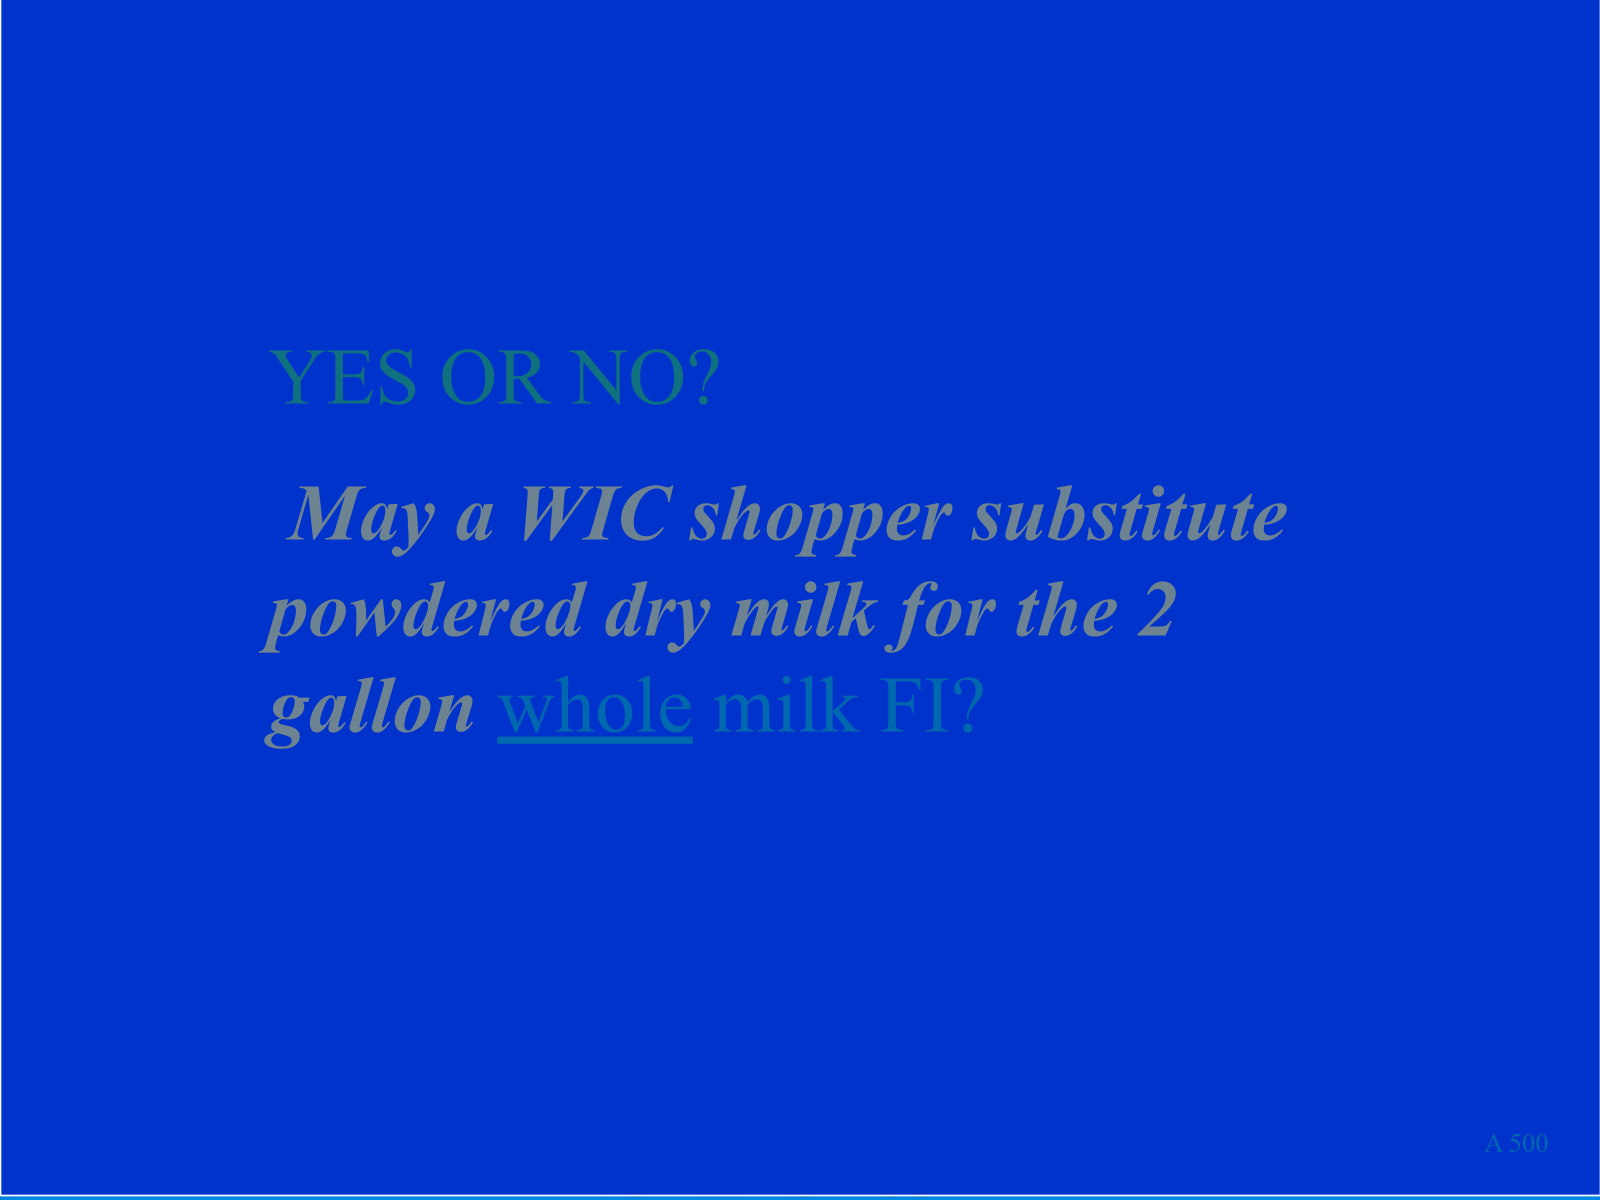 YES OR NO?
May a WIC shopper substitute
powdered dry milk for the 2
gallon whole milk FI?
A 500